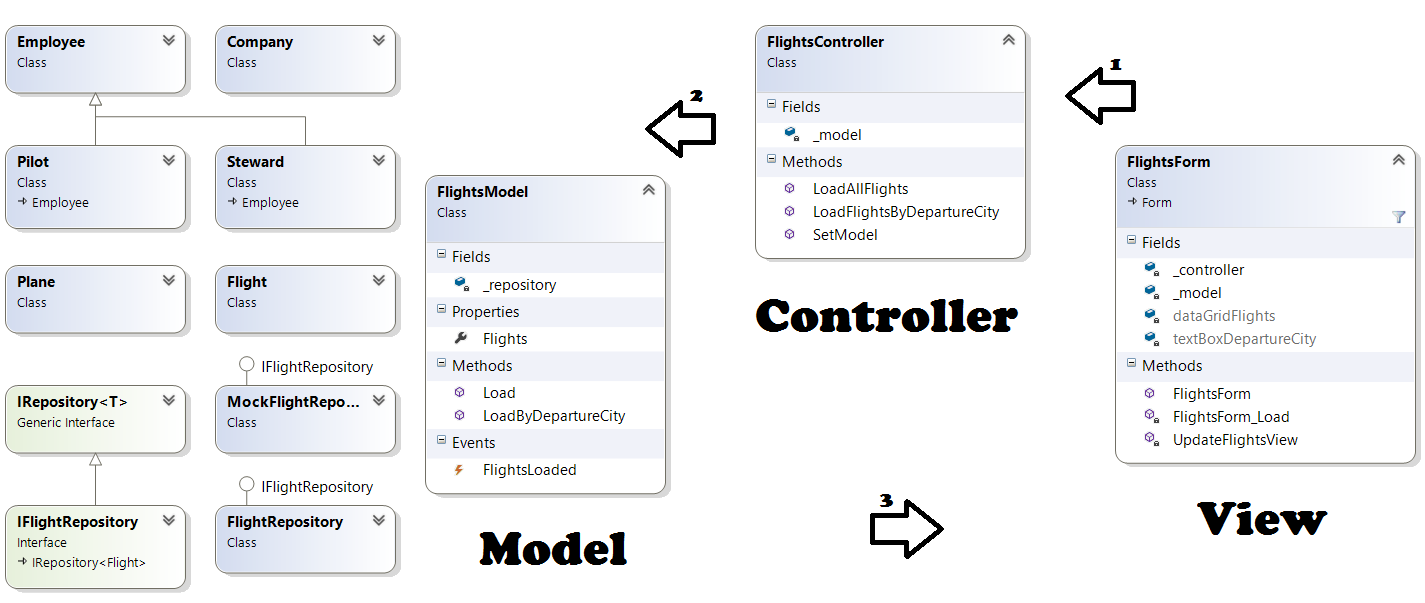 Employee
Class
Company
Class
Pilot
Class
Employee
Steward
Class
Employee
Plane
Class
Flight
Class
IRepository<T>
Generic Interface
IFlightRepository
MockFlightRepo...
Class
IFlightRepository
Interface
IRepository<Flight>
IFlightRepository
FlightRepository
Class
FlightsModel
Class
Fields
_repository
Properties
Flights
Methods
Load
LoadByDepartureCity
Events
FlightsLoaded
Model
2
FlightsController
Class
Fields
_model
Methods
LoadAllFlights
LoadFlightsByDepartureCity
SetModel
Controller
3
1
FlightsForm
Class
Form
Fields
_controller
_model
dataGridFlights
textBoxDepartureCity
Methods
FlightsForm
FlightsForm_Load
UpdateFlightsView
View